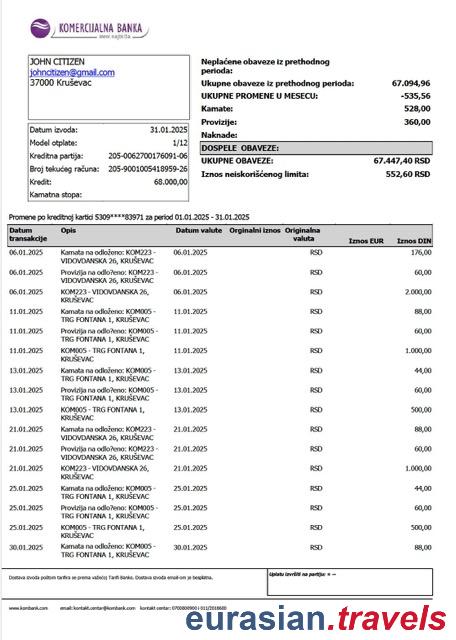 KOMERCIJALNA BANKA
JOHN CITIZEN
johncitizen@gmail.com
37000 Kruševac
Neplaćene obaveze iz prethodnog
perioda:
Ukupne obaveze iz prethodnog perioda: 67.094,96
UKUPNE PROMENE U MESECU: -535,56
Kamate: 528,00
Provizije: 360,00
Naknade:
DOSPELE OBAVEZE:
UKUPNE OBAVEZE: 67.447,40 RSD
Iznos neiskorišćenog limita: 552,60 RSD
Datum izvoda: 31.01.2025
Model otplate: 1/12
Kreditna partija: 205-0062700176091-06
Broj tekućeg računa: 205-9001005418959-26
Kredit: 68.000,00
Kamatna stopa:
Promene po kreditnoj kartici 5309****83971 za period 01.01.2025 - 31.01.2025
Datum transakcije Opis Datum valute Orginalni iznos Originalna valuta Iznos EUR Iznos DIN
06.01.2025 Kamata na odloženo: KOM223 - 06.01.2025 RSD 176,00
VIDOVDANSKA 26, KRUŠEVAC
06.01.2025 Provizija na odlo?eno: KOM223 - 06.01.2025 RSD 60,00
VIDOVDANSKA 26, KRUŠEVAC
06.01.2025 KOM223 - VIDOVDANSKA 26, 06.01.2025 RSD 2.000,00
KRUŠEVAC
11.01.2025 Kamata na odloženo: KOM005 - 11.01.2025 RSD 88,00
TRG FONTANA 1, KRUŠEVAC
11.01.2025 Provizija na odlo?eno: KOM005 - 11.01.2025 RSD 60,00
TRG FONTANA 1, KRUŠEVAC
11.01.2025 KOM005 - TRG FONTANA 1, 11.01.2025 RSD 1.000,00
KRUŠEVAC
13.01.2025 Kamata na odloženo: KOM005 - 13.01.2025 RSD 44,00
TRG FONTANA 1, KRUŠEVAC
13.01.2025 Provizija na odlo?eno: KOM005 - 13.01.2025 RSD 60,00
TRG FONTANA 1, KRUŠEVAC
13.01.2025 KOM005 - TRG FONTANA 1, 13.01.2025 RSD 500,00
KRUŠEVAC
21.01.2025 Kamata na odloženo: KOM223 - 21.01.2025 RSD 88,00
VIDOVDANSKA 26, KRUŠEVAC
21.01.2025 Provizija na odlo?eno: KOM223 - 21.01.2025 RSD 60,00
VIDOVDANSKA 26, KRUŠEVAC
21.01.2025 KOM223 - VIDOVDANSKA 26, 21.01.2025 RSD 1.000,00
KRUŠEVAC
25.01.2025 Kamata na odloženo: KOM005 - 25.01.2025 RSD 44,00
TRG FONTANA 1, KRUŠEVAC
25.01.2025 Provizija na odlo?eno: KOM005 - 25.01.2025 RSD 60,00
TRG FONTANA 1, KRUŠEVAC
25.01.2025 KOM005 - TRG FONTANA 1, 25.01.2025 RSD 500,00
KRUŠEVAC
30.01.2025 Kamata na odloženo: KOM005 - 30.01.2025 RSD 88,00
TRG FONTANA 1, KRUŠEVAC
Dostava izvoda poštom tarifira se prema važećoj Tarifi Banke. Dostava izvoda email-om je besplatna.
Uplatu izvršiti na partiju:
www.kombank.com email: kontakt.centar@kombank.com kontakt centar:
eurasian.travels